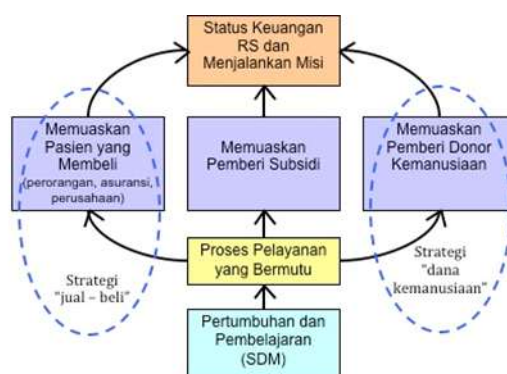 Status Keuangan
RS dan
Menjalankan Misi
Memuaskan
Pasien yang
Membeli
(perorangan, asuransi,
perusahaan)
Memuaskan
Pemberi Subsidi
Memuaskan
Pemberi Donor
Kemanusiaan
Proses Pelayanan
yang Bermutu
Strategi
"jual – beli"
Strategi
"dana
kemanusiaan"
Pertumbuhan dan
Pembelajaran
(SDM)